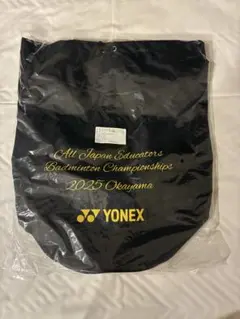 All Japan Educators
Badminton Championships
2025 Okayama
YONEX